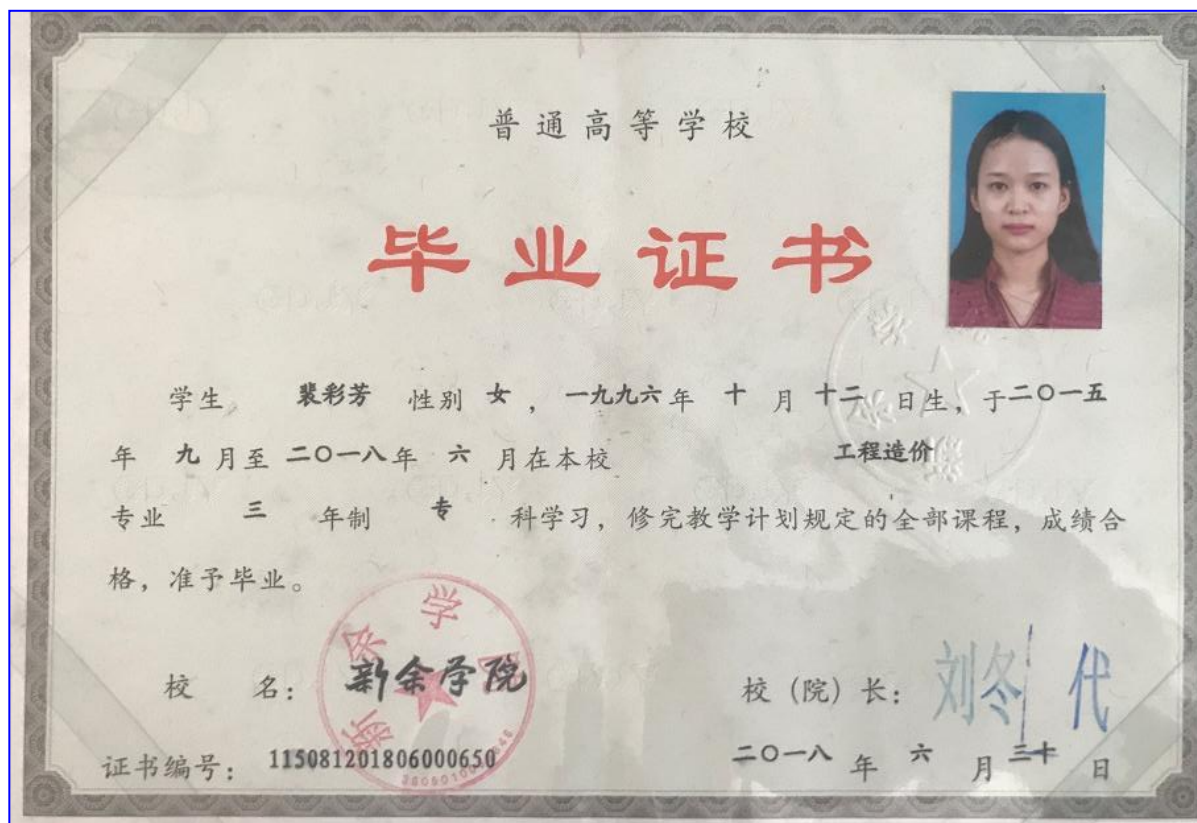 普通高等学校
毕业证书
学生 裴彩芳 性别 女，一九九六年 十 月 十二 日生，于二〇一五
年 九 月至 二〇一八年 六 月在本校 工程造价
专业 三 年制 专 科学习，修完教学计划规定的全部课程，成绩合
格，准予毕业。
校 名：新余学院
校（院）长：刘冬代
证书编号：115081201806000650
二〇一八 年 六 月 三十 日